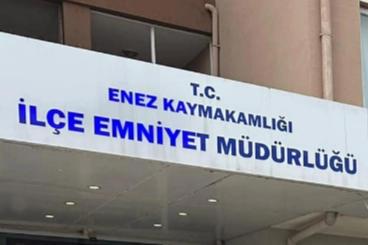 T.C.
ENEZ KAYMAKAMLIĞI
İLÇE EMNİYET MÜDÜRLÜĞÜ